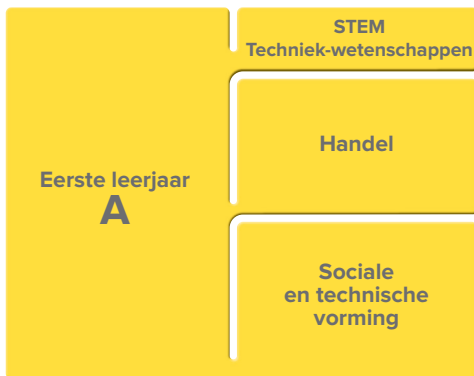 Eerste leerjaar
A
STEM
Techniek-wetenschappen
Handel
Sociale
en technische
vorming